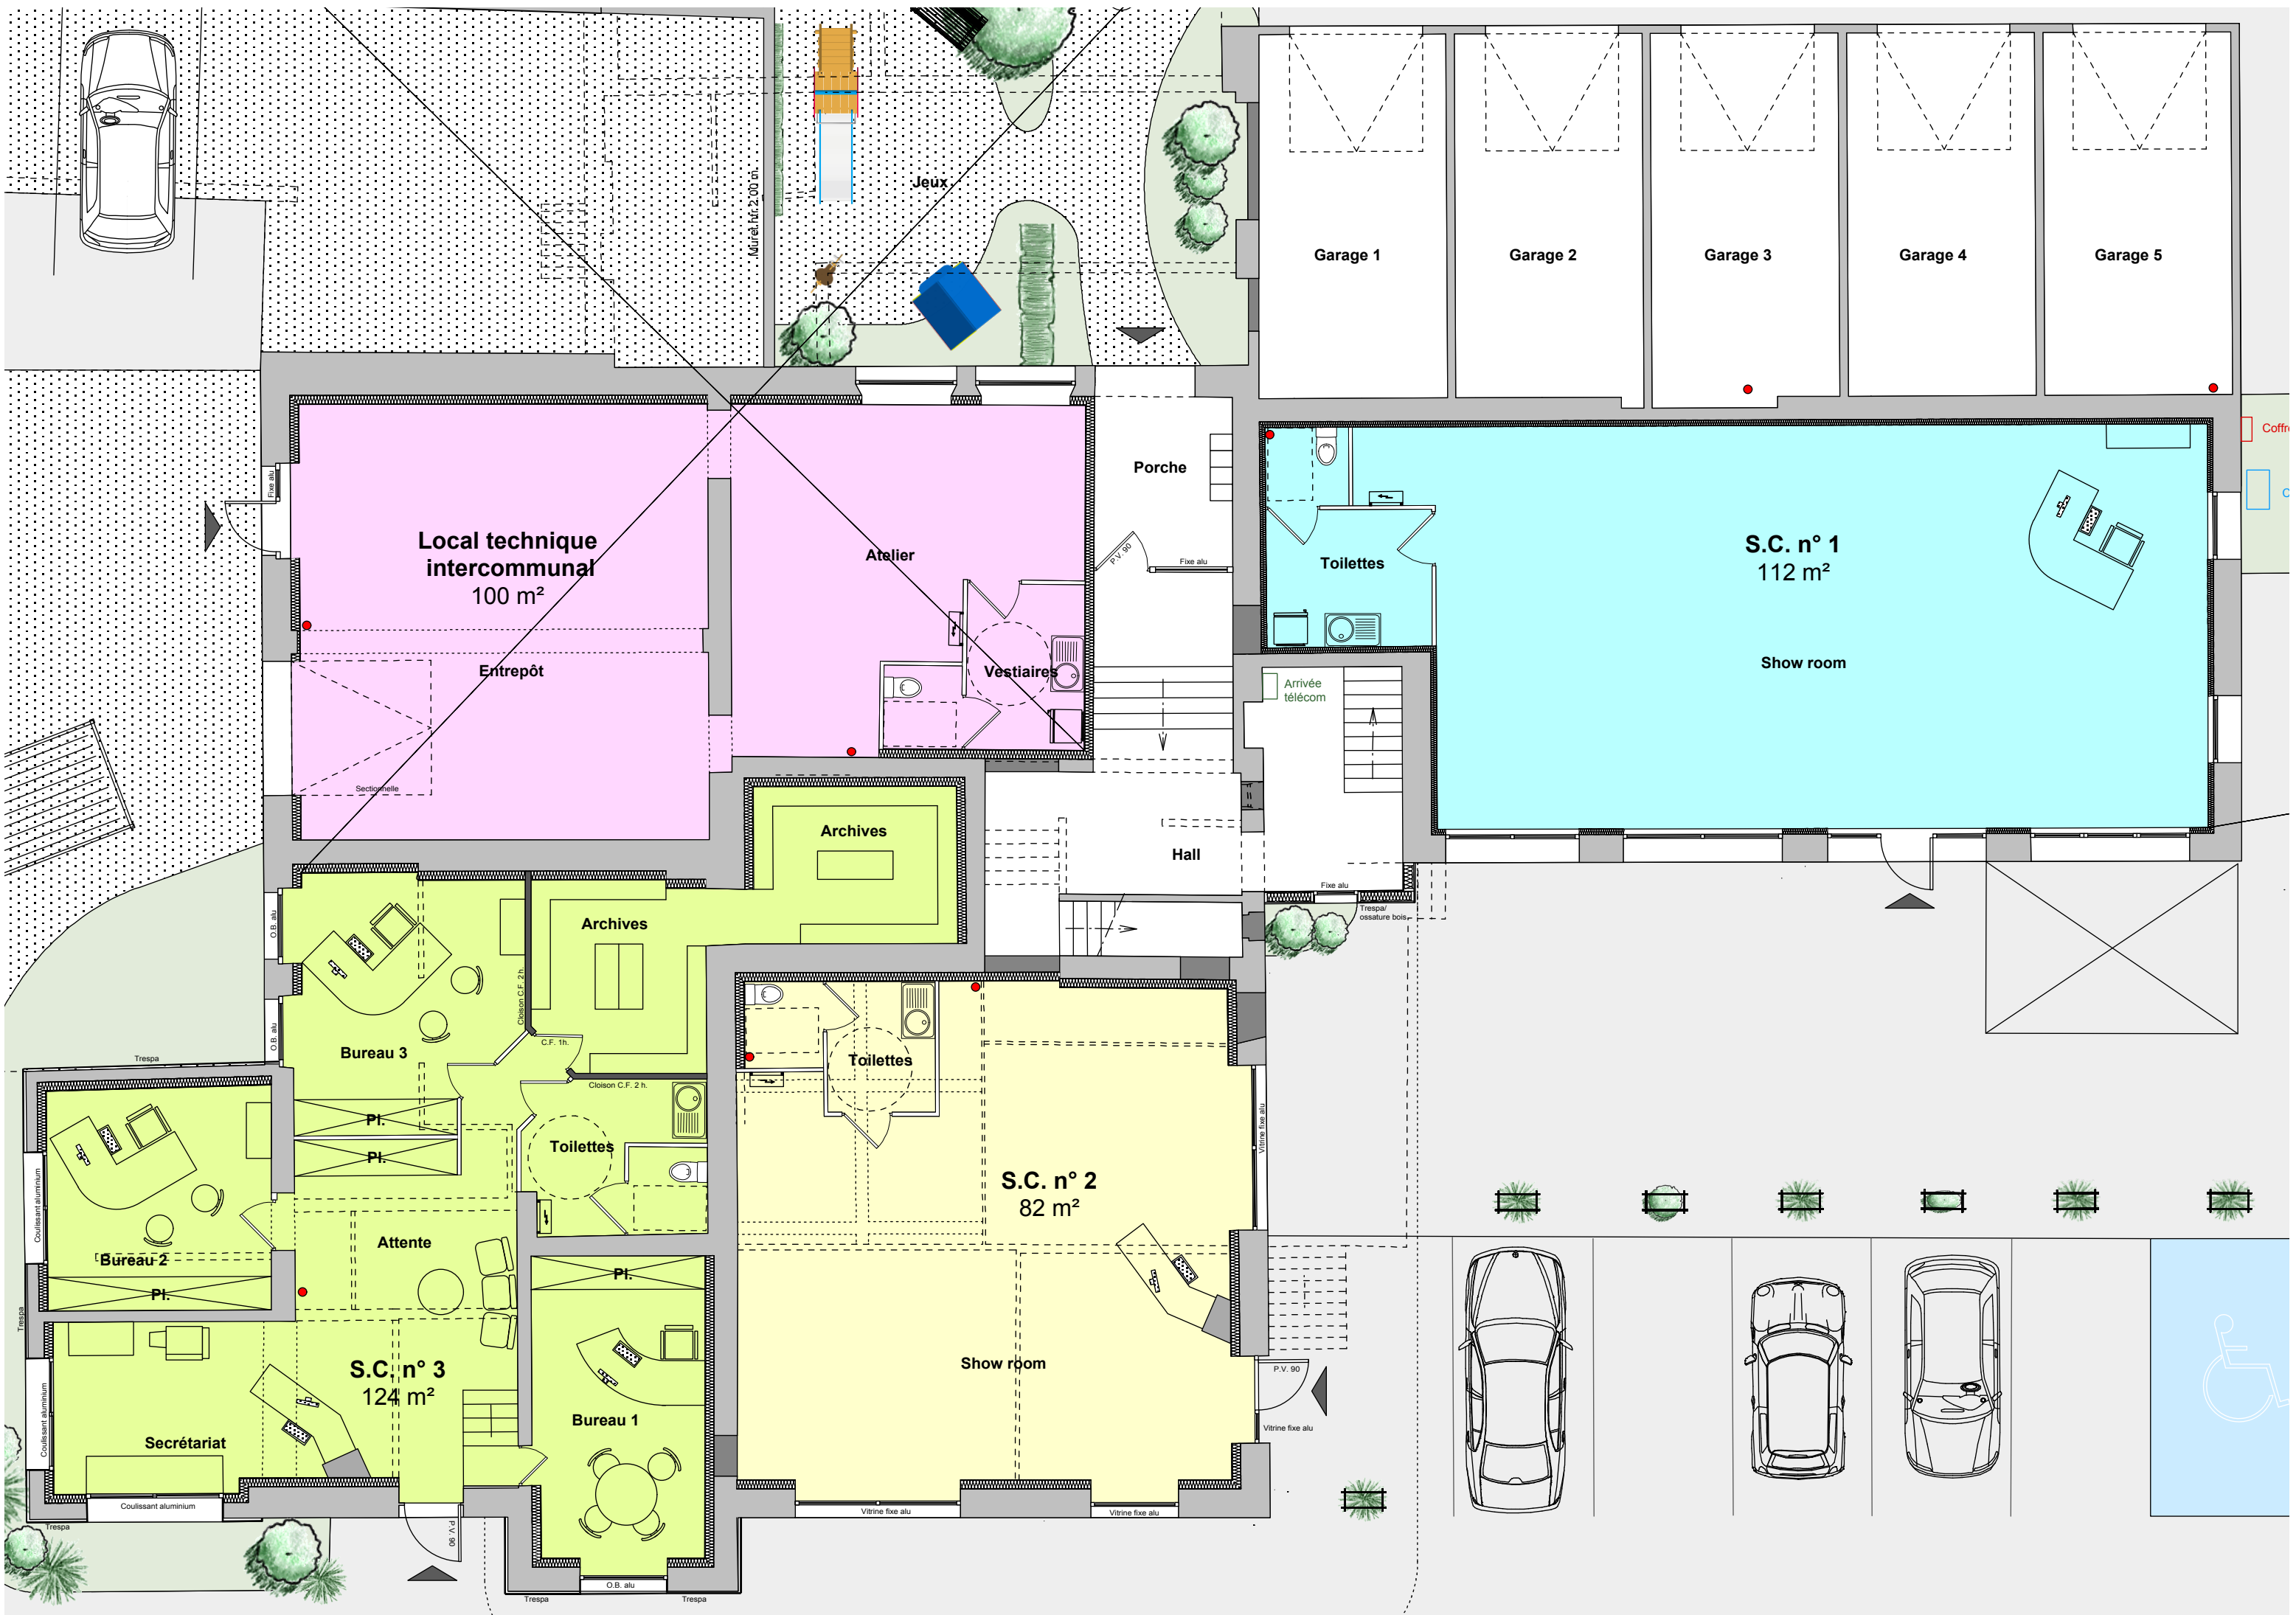 Muret htr 2.00 m.
Jeux
Garage 1
Garage 2
Garage 3
Garage 4
Garage 5
Porche
P.V. 90
Fixe alu
Fixe alu
Local technique
intercommunal
100 m²
Atelier
Entrepôt
Vestiaires
Sectionnelle
Toilettes
S.C. n° 1
112 m²
Show room
Arrivée
télécom
Hall
Fixe alu
Trespa/
ossature bois
Archives
Archives
O.B. alu
O.B. alu
Cloison C.F. 2 h.
C.F. 1h.
Cloison C.F. 2 h.
Bureau 3
Trespa
Pl.
Pl.
Toilettes
Toilettes
Coulissant aluminium
Bureau 2
Pl.
Attente
Pl.
S.C. n° 2
82 m²
Vitrine fixe alu
Show room
P.V. 90
Vitrine fixe alu
Trespa
Coulissant aluminium
S.C. n° 3
124 m²
Secrétariat
Bureau 1
Coulissant aluminium
Trespa
P.V. 90
Vitrine fixe alu
Vitrine fixe alu
O.B. alu
Trespa
Trespa